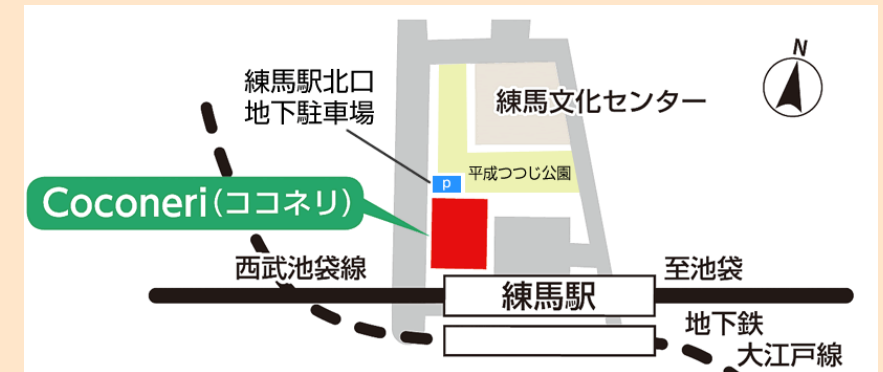 N
練馬駅北口
地下駐車場
練馬文化センター
P
平成つつじ公園
Coconeri(ココネリ)
西武池袋線
至池袋
練馬駅
地下鉄
大江戸線